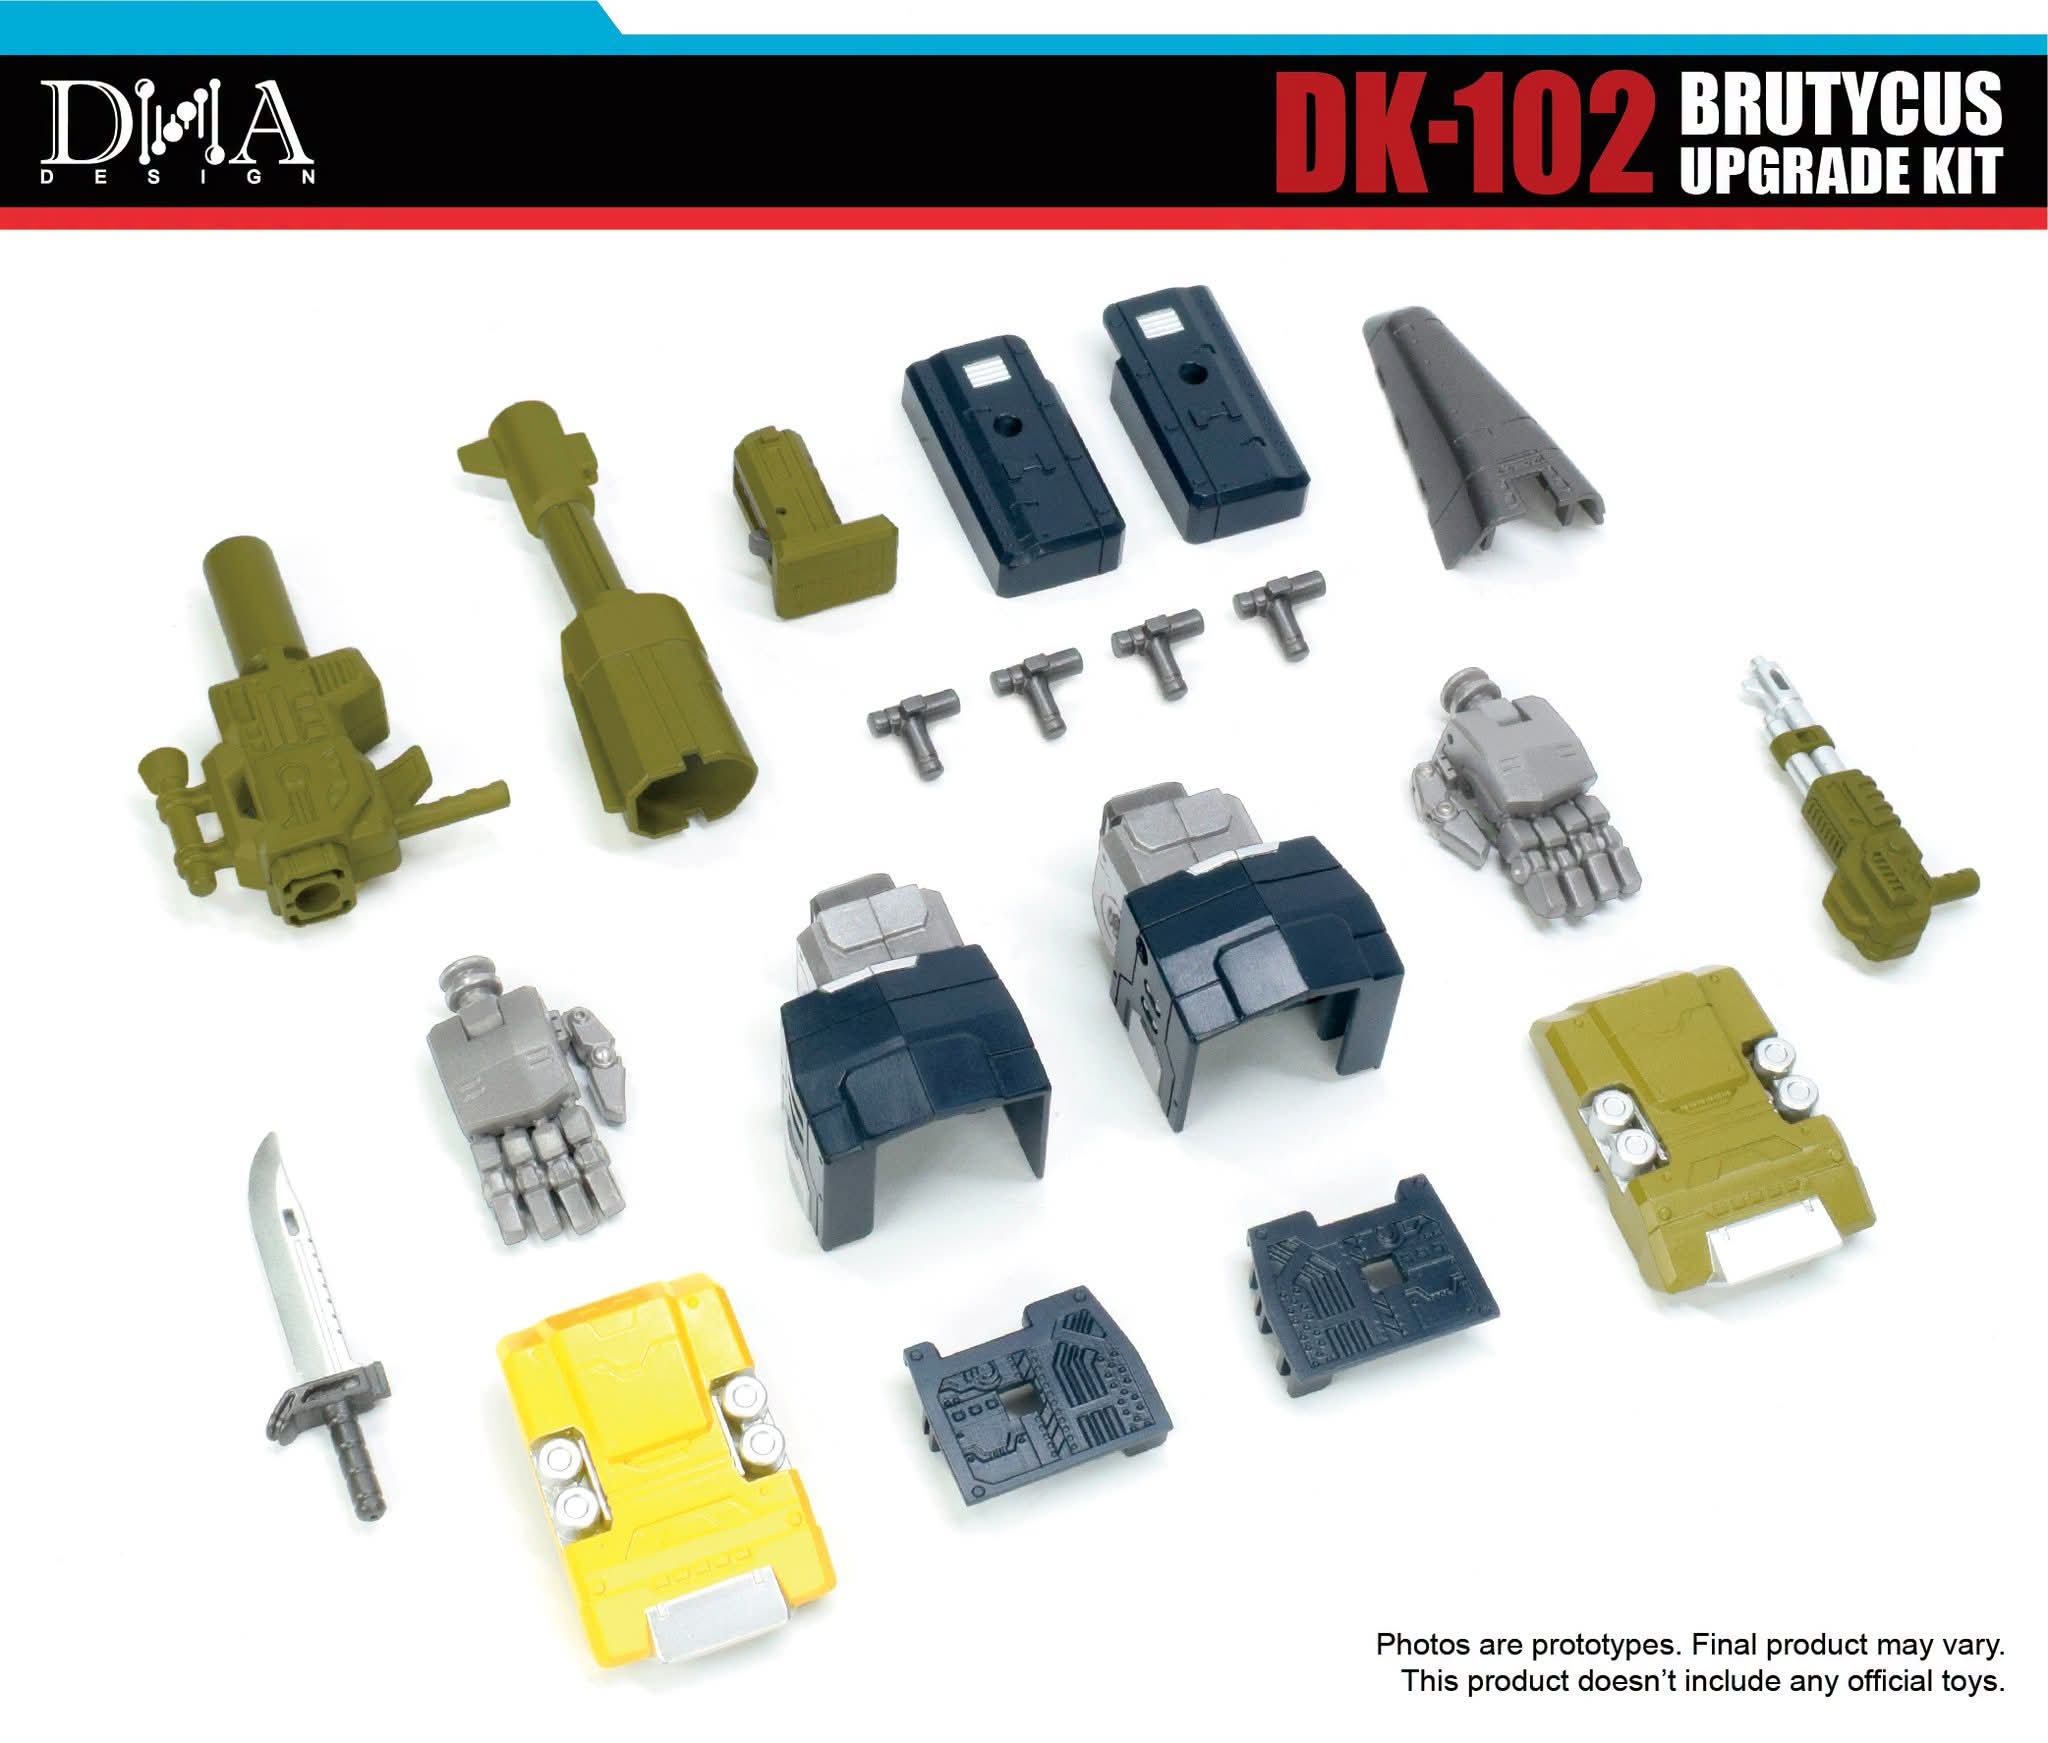 DNA
DESIGN
DK-102
BRUTYCUS
UPGRADE KIT
Photos are prototypes. Final product may vary.
This product doesn't include any official toys.